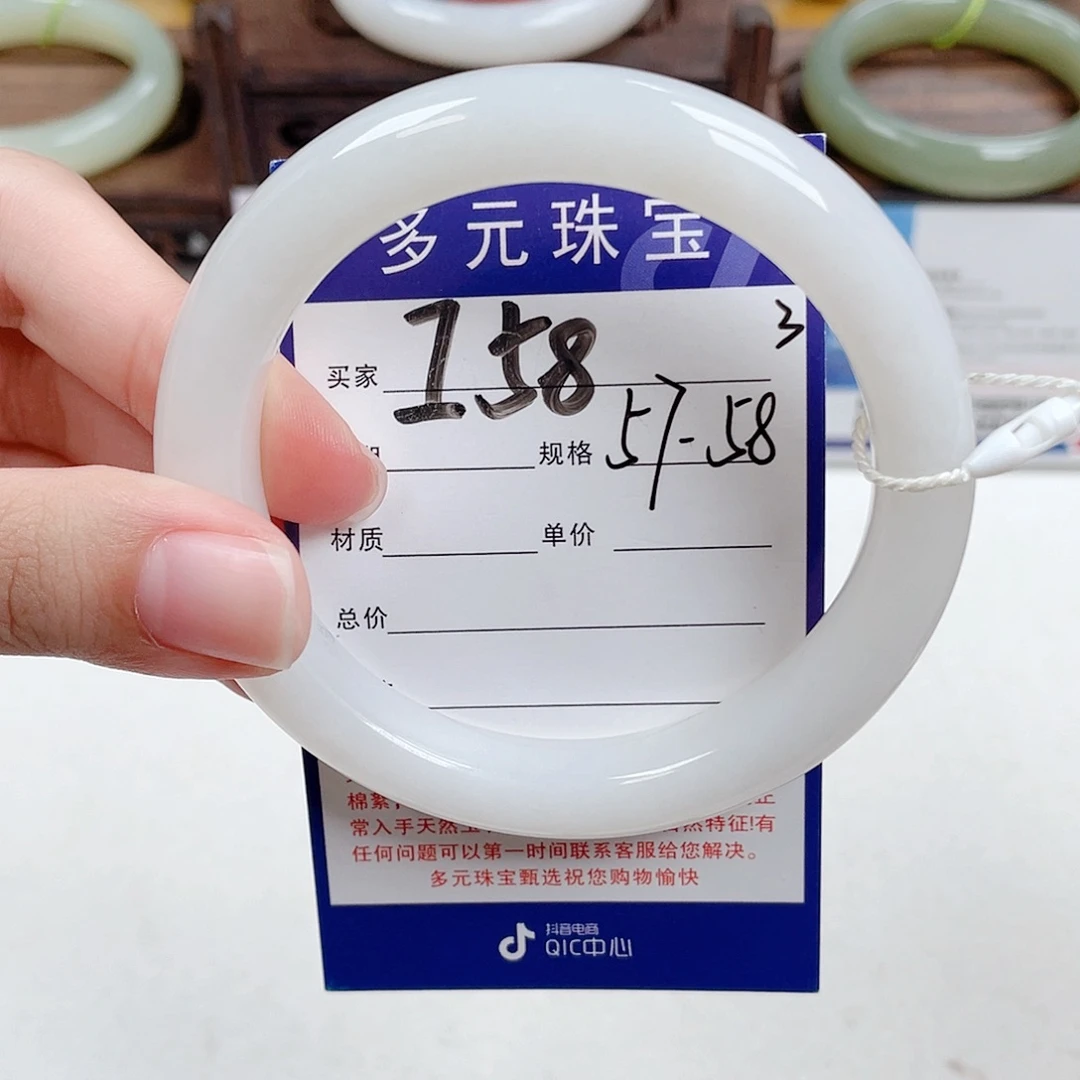 多元珠宝
3
买家 I58
规格 57-58
材质 单价
总价
棉絮,
常入手天然 然特征!有
任何问题可以第一时间联系客服给您解决。
多元珠宝甄选祝您购物愉快
抖音电商
QIC中心